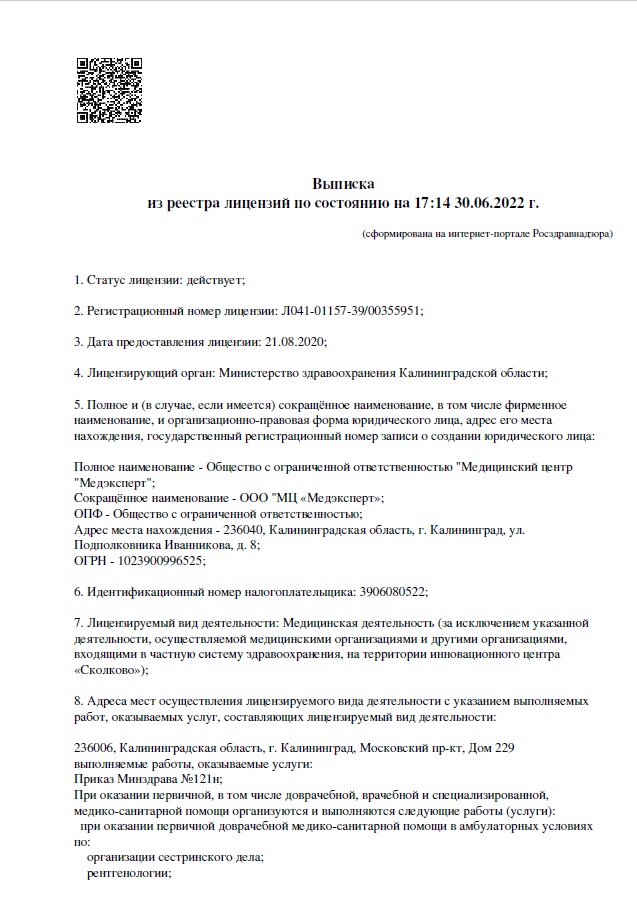 Выписка
из реестра лицензий по состоянию на 17:14 30.06.2022 г.
(сформирована на интернет-портале Росздравнадзора)
1. Статус лицензии: действует;
2. Регистрационный номер лицензии: Л041-01157-39/00355951;
3. Дата предоставления лицензии: 21.08.2020;
4. Лицензирующий орган: Министерство здравоохранения Калининградской области;
5. Полное и (в случае, если имеется) сокращённое наименование, в том числе фирменное
наименование, и организационно-правовая форма юридического лица, адрес его места
нахождения, государственный регистрационный номер записи о создании юридического лица:
Полное наименование - Общество с ограниченной ответственностью "Медицинский центр
"Медэксперт";
Сокращённое наименование - ООО "МЦ «Медэксперт»;
ОПФ - Общество с ограниченной ответственностью;
Адрес места нахождения - 236040, Калининградская область, г. Калининград, ул.
Подполковника Иванникова, д. 8;
ОГРН - 1023900996525;
6. Идентификационный номер налогоплательщика: 3906080522;
7. Лицензируемый вид деятельности: Медицинская деятельность (за исключением указанной
деятельности, осуществляемой медицинскими организациями и другими организациями,
входящими в частную систему здравоохранения, на территории инновационного центра
«Сколково»);
8. Адреса мест осуществления лицензируемого вида деятельности с указанием выполняемых
работ, оказываемых услуг, составляющих лицензируемый вид деятельности:
236006, Калининградская область, г. Калининград, Московский пр-кт, Дом 229
выполняемые работы, оказываемые услуги:
Приказ Минздрава №121н;
При оказании первичной, в том числе доврачебной, врачебной и специализированной,
медико-санитарной помощи организуются и выполняются следующие работы (услуги):
при оказании первичной доврачебной медико-санитарной помощи в амбулаторных условиях
по:
организации сестринского дела;
рентгенологии;